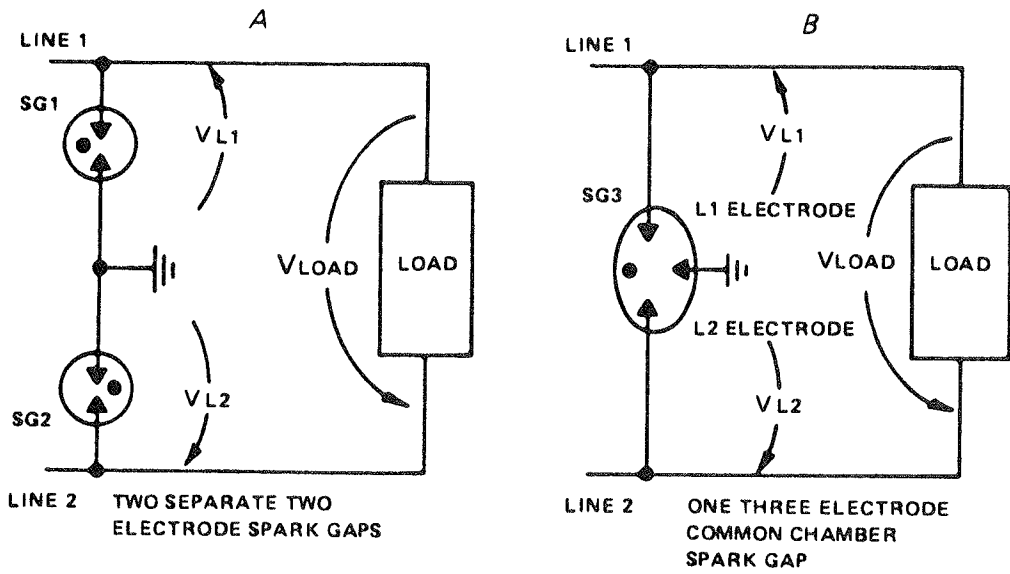 A
LINE 1
SG1
VL1
VLOAD
LOAD
VL2
SG2
LINE 2
TWO SEPARATE TWO
ELECTRODE SPARK GAPS
B
LINE 1
VL1
SG3
L1 ELECTRODE
VLOAD
LOAD
L2 ELECTRODE
VL2
LINE 2
ONE THREE ELECTRODE
COMMON CHAMBER
SPARK GAP